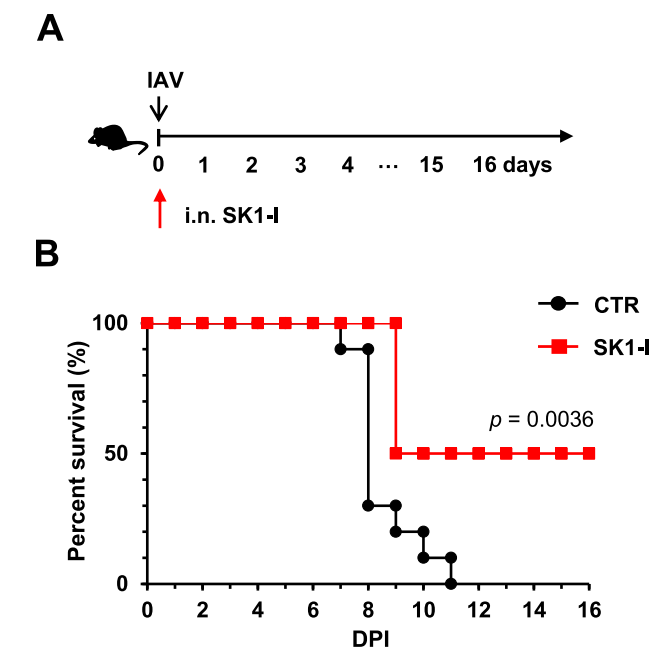 A
IAV
0 1 2 3 4 ... 15 16 days
i.n. SK1-I
B
CTR
SK1-I
p = 0.0036
Percent survival (%)
100
50
0
0 2 4 6 8 10 12 14 16
DPI